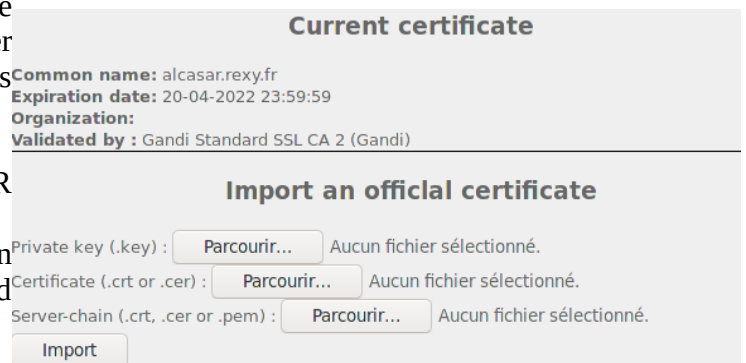 Current certificate
Common name: alcasar.rexy.fr
Expiration date: 20-04-2022 23:59:59
Organization:
Validated by : Gandi Standard SSL CA 2 (Gandi)
Import an officlal certificate
Private key (.key) : Parcourir... Aucun fichier sélectionné.
Certificate (.crt or .cer) : Parcourir... Aucun fichier sélectionné.
Server-chain (.crt, .cer or .pem) : Parcourir... Aucun fichier sélectionné.
Import